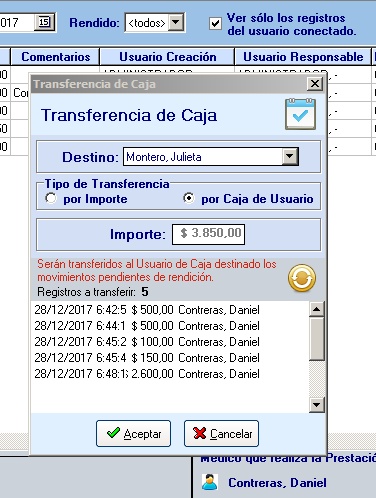 017 15 Rendido: <todos> Ver sólo los registros
del usuario conectado.
Comentarios Usuario Creación Usuario Responsable
Transferencia de Caja
Transferencia de Caja
Destino: Montero, Julieta
Tipo de Transferencia
por Importe por Caja de Usuario
Importe: $ 3.850,00
Serán transferidos al Usuario de Caja destinado los
movimientos pendientes de rendición.
Registros a transferir: 5
28/12/2017 6:42:5 $ 500,00 Contreras, Daniel
28/12/2017 6:44:1 $ 500,00 Contreras, Daniel
28/12/2017 6:45:2 $ 100,00 Contreras, Daniel
28/12/2017 6:45:4 $ 150,00 Contreras, Daniel
28/12/2017 6:48:1 2.600,00 Contreras, Daniel
Aceptar Cancelar
Médico que realiza la Prestació
Contreras, Daniel